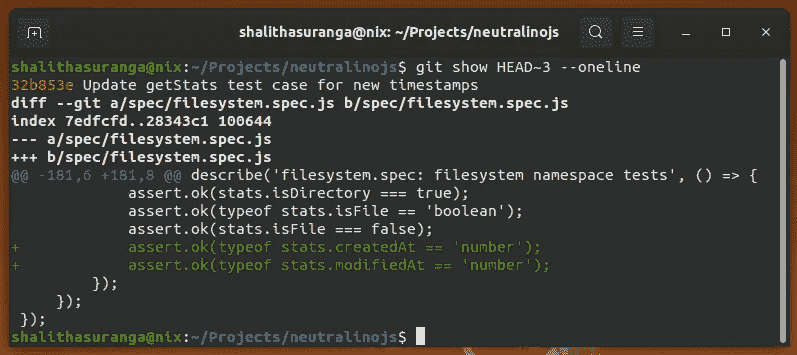 shalithasuranga@nix: ~/Projects/neutralinojs
shalithasuranga@nix:~/Projects/neutralinojs$ git show HEAD~3 --oneline
32b853e Update getStats test case for new timestamps
diff --git a/spec/filesystem.spec.js b/spec/filesystem.spec.js
index 7edfcfd..28343c1 100644
--- a/spec/filesystem.spec.js
+++ b/spec/filesystem.spec.js
@@ -181,6 +181,8 @@ describe('filesystem.spec: filesystem namespace tests', () => {
             assert.ok(stats.isDirectory === true);
             assert.ok(typeof stats.isFile == 'boolean');
             assert.ok(stats.isFile === false);
+            assert.ok(typeof stats.createdAt == 'number');
+            assert.ok(typeof stats.modifiedAt == 'number');
         });
     });
 });
shalithasuranga@nix:~/Projects/neutralinojs$